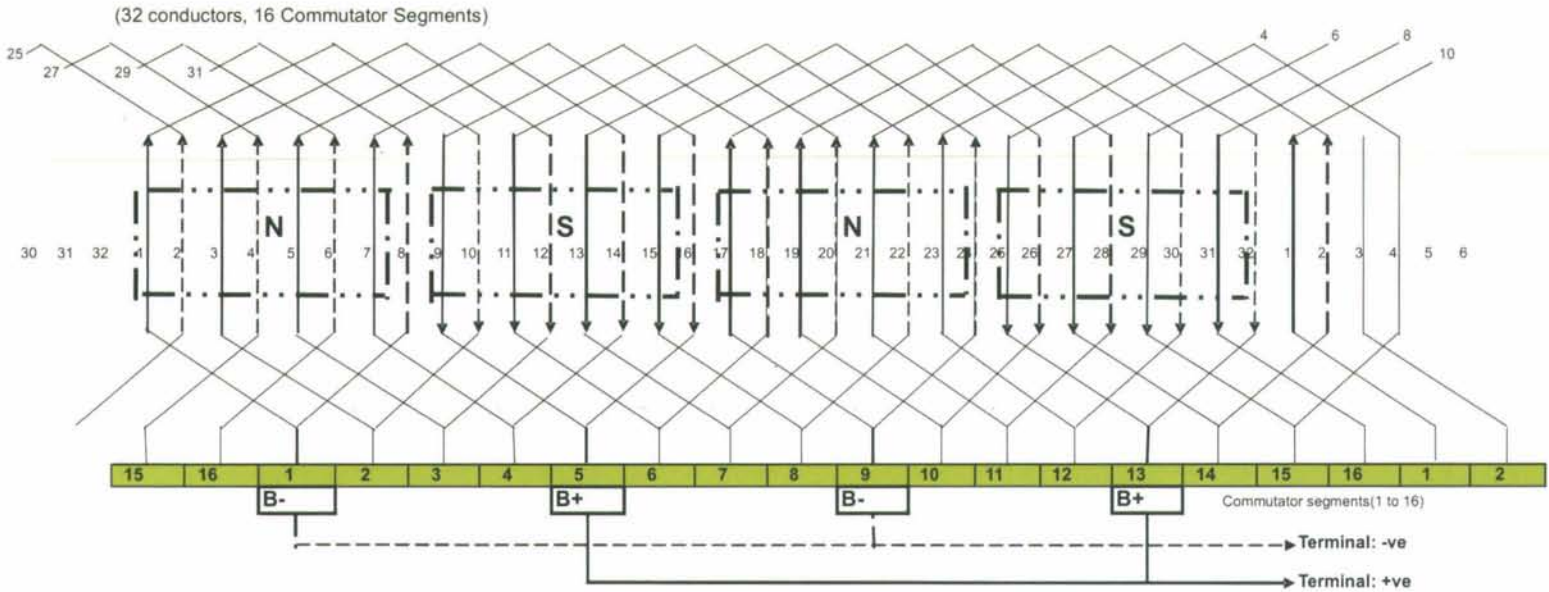 (32 conductors, 16 Commutator Segments)
4 6 8 10
25 27 29 31
N S N S
30 31 32 1 2 3 4 5 6 7 8 9 10 11 12 13 14 15 16 17 18 19 20 21 22 23 24 25 26 27 28 29 30 31 32 1 2 3 4 5 6
15 16 1 2 3 4 5 6 7 8 9 10 11 12 13 14 15 16 1 2
B- B+ B- B+ Commutator segments(1 to 16)
Terminal: -ve
Terminal: +ve